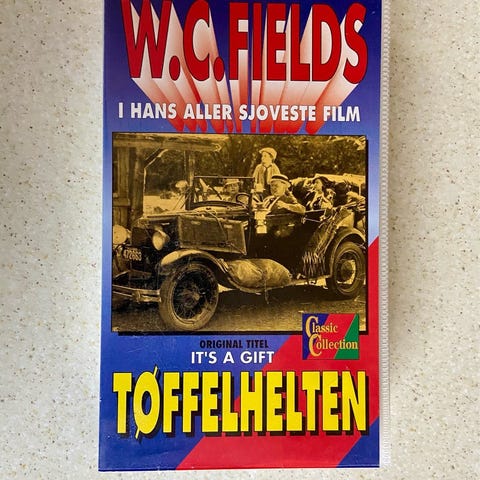 W.C. FIELDS
I HANS ALLER SJOVESTE FILM
ORIGINAL TITEL
IT'S A GIFT
Classic
Collection
TØFFELHELTEN